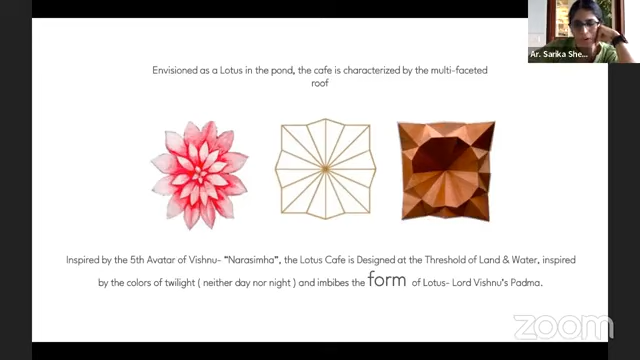 Ar. Sarika She...
Envisioned as a Lotus in the pond, the cafe is characterized by the multi-faceted
roof
Inspired by the 5th Avatar of Vishnu- "Narasimha", the Lotus Cafe is Designed at the Threshold of Land & Water, inspired
by the colors of twilight ( neither day nor night ) and imbibes the form of Lotus- Lord Vishnu's Padma.
zoom